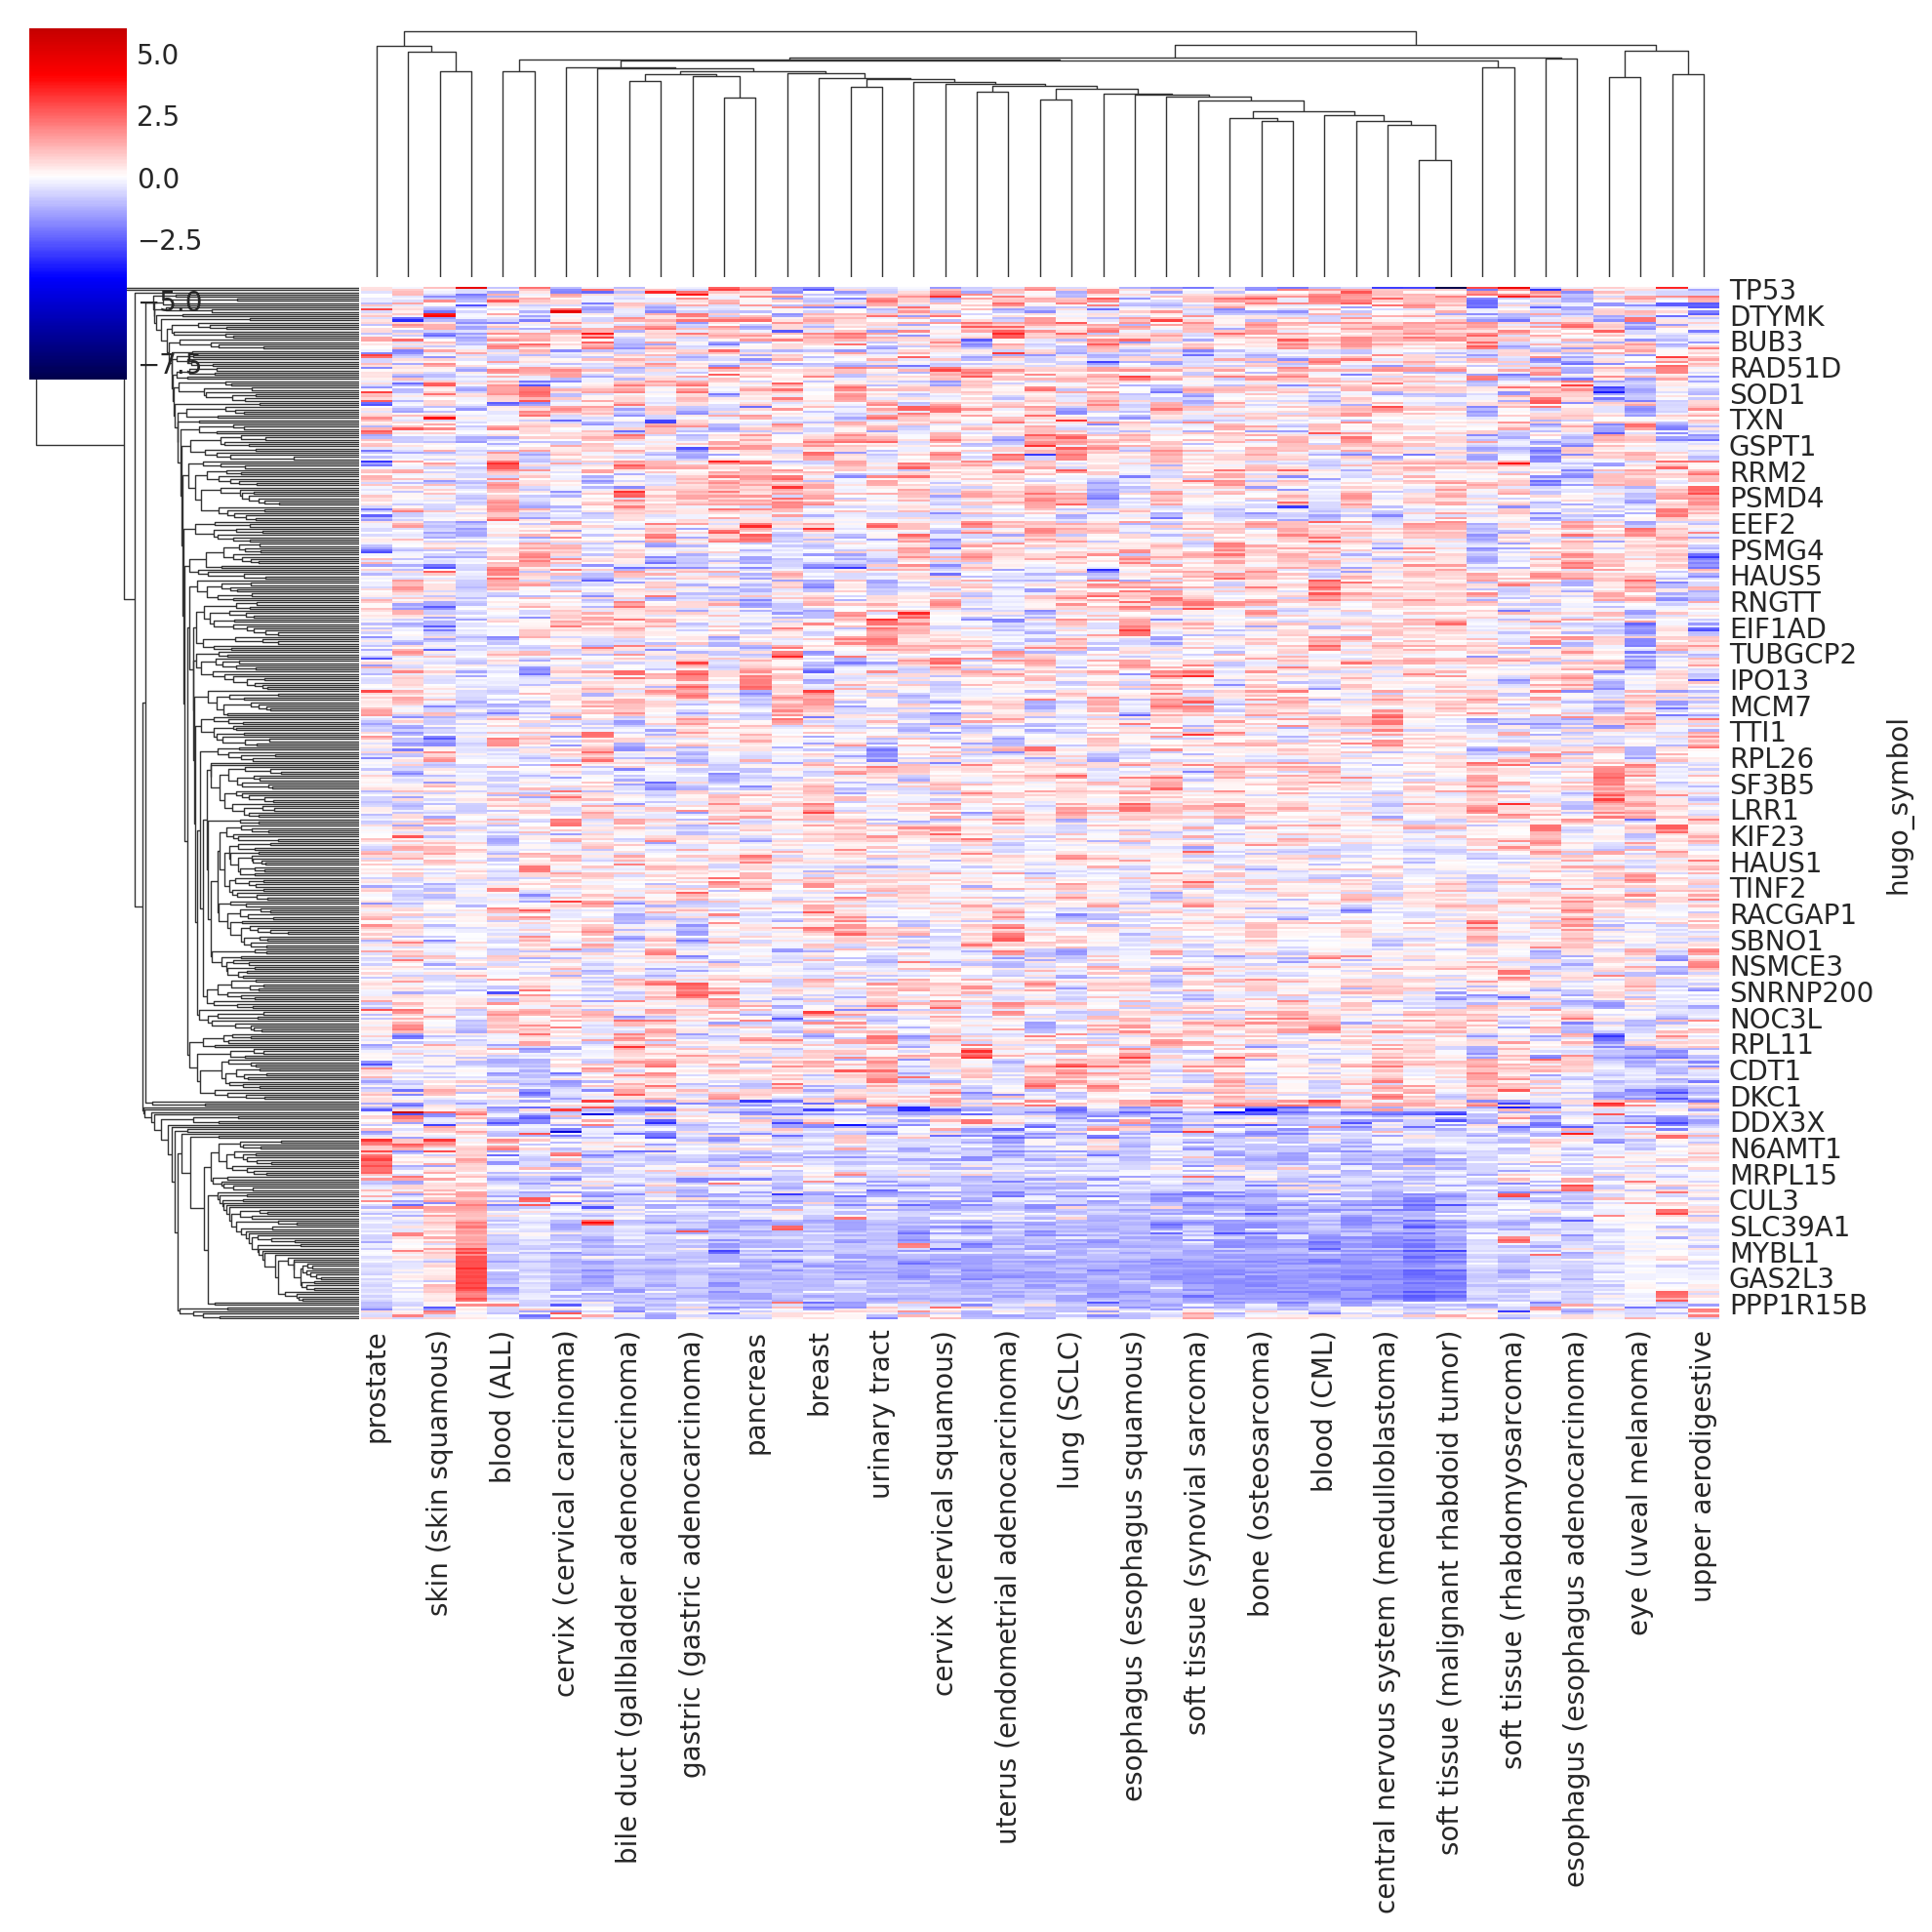 5.0
2.5
0.0
−2.5
−5.0
−7.5
TP53
DTYMK
BUB3
RAD51D
SOD1
TXN
GSPT1
RRM2
PSMD4
EEF2
PSMG4
HAUS5
RNGTT
EIF1AD
TUBGCP2
IPO13
MCM7
TTI1
RPL26
SF3B5
LRR1
KIF23
HAUS1
TINF2
RACGAP1
SBNO1
NSMCE3
SNRNP200
NOC3L
RPL11
CDT1
DKC1
DDX3X
N6AMT1
MRPL15
CUL3
SLC39A1
MYBL1
GAS2L3
PPP1R15B
hugo_symbol
prostate
skin (skin squamous)
blood (ALL)
cervix (cervical carcinoma)
bile duct (gallbladder adenocarcinoma)
gastric (gastric adenocarcinoma)
pancreas
breast
urinary tract
cervix (cervical squamous)
uterus (endometrial adenocarcinoma)
lung (SCLC)
esophagus (esophagus squamous)
soft tissue (synovial sarcoma)
bone (osteosarcoma)
blood (CML)
central nervous system (medulloblastoma)
soft tissue (malignant rhabdoid tumor)
soft tissue (rhabdomyosarcoma)
esophagus (esophagus adenocarcinoma)
eye (uveal melanoma)
upper aerodigestive